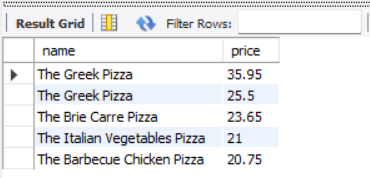 Result Grid Filter Rows:
name price
The Greek Pizza 35.95
The Greek Pizza 25.5
The Brie Carre Pizza 23.65
The Italian Vegetables Pizza 21
The Barbecue Chicken Pizza 20.75